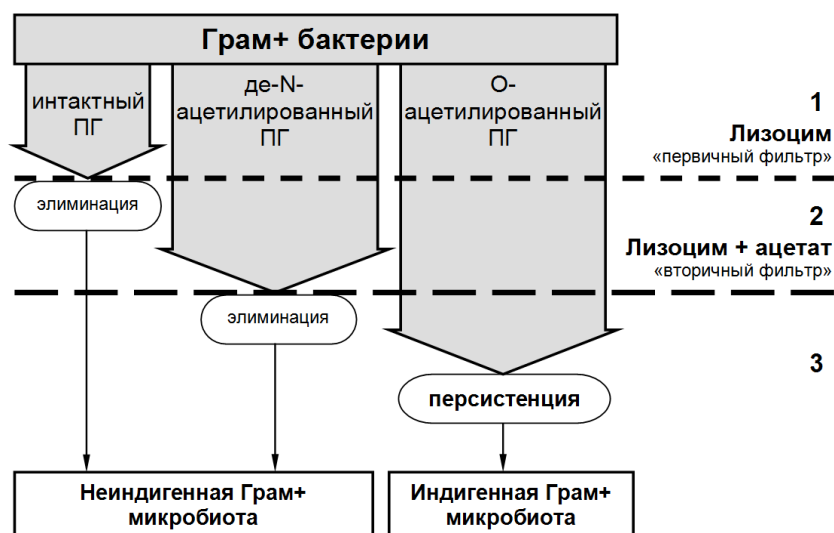 Грам+ бактерии
интактный
ПГ
де-N-
ацетилированный
ПГ
О-
ацетилированный
ПГ
1
Лизоцим
«первичный фильтр»
элиминация
2
Лизоцим + ацетат
«вторичный фильтр»
элиминация
3
персистенция
Неиндигенная Грам+
микробиота
Индигенная Грам+
микробиота